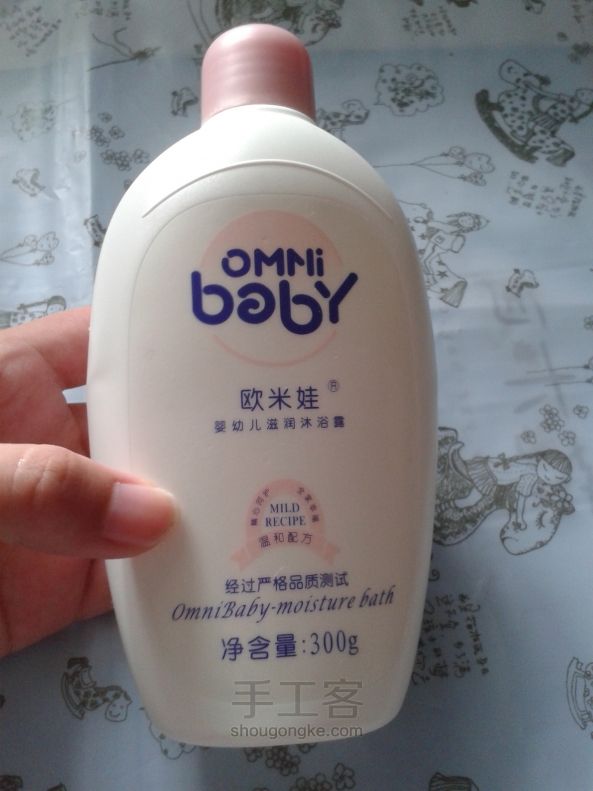 OMNi
baby
欧米娃®
婴幼儿滋润沐浴露
MILD
RECIPE
温和配方
经过严格品质测试
OmniBaby-moisture bath
净含量:300g
手工客
shougongke.com